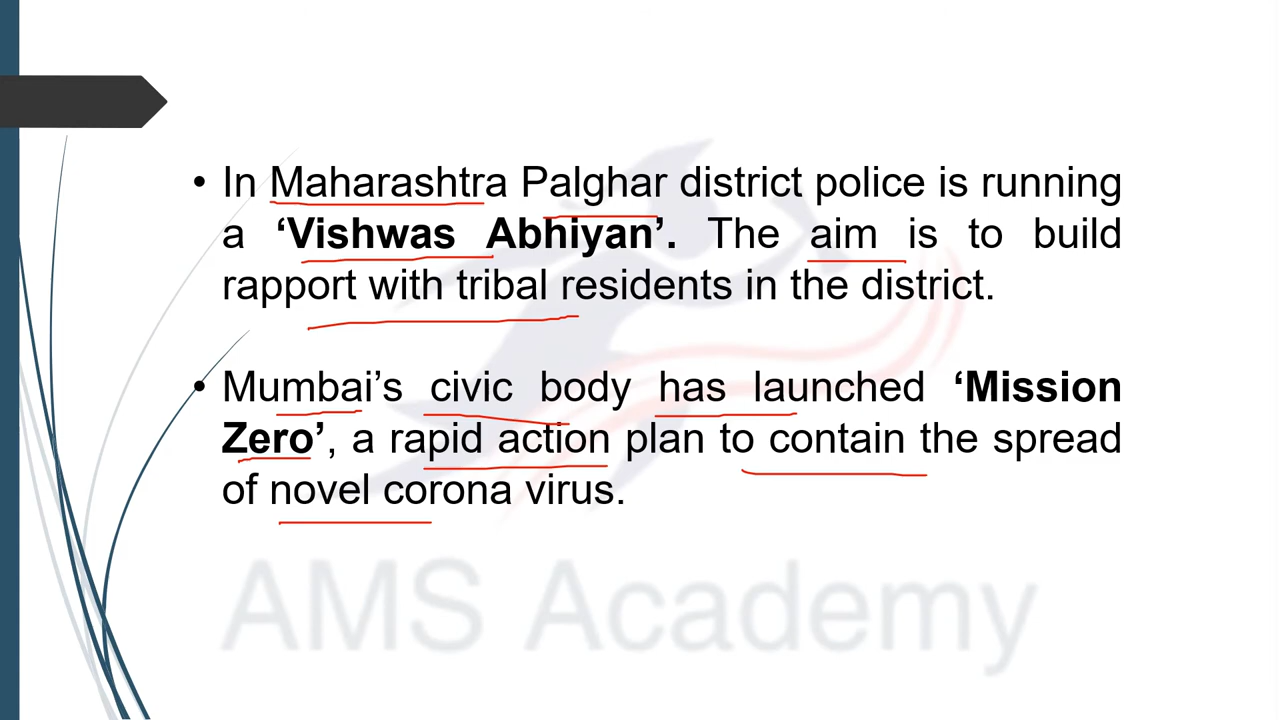 • In Maharashtra Palghar district police is running
a ‘Vishwas Abhiyan’. The aim is to build
rapport with tribal residents in the district.
• Mumbai’s civic body has launched ‘Mission
Zero’, a rapid action plan to contain the spread
of novel corona virus.
AMS Academy